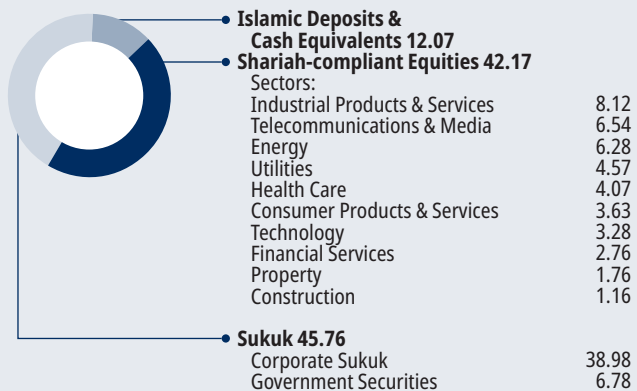 Islamic Deposits &
Cash Equivalents 12.07
Shariah-compliant Equities 42.17
Sectors:
Industrial Products & Services 8.12
Telecommunications & Media 6.54
Energy 6.28
Utilities 4.57
Health Care 4.07
Consumer Products & Services 3.63
Technology 3.28
Financial Services 2.76
Property 1.76
Construction 1.16
Sukuk 45.76
Corporate Sukuk 38.98
Government Securities 6.78